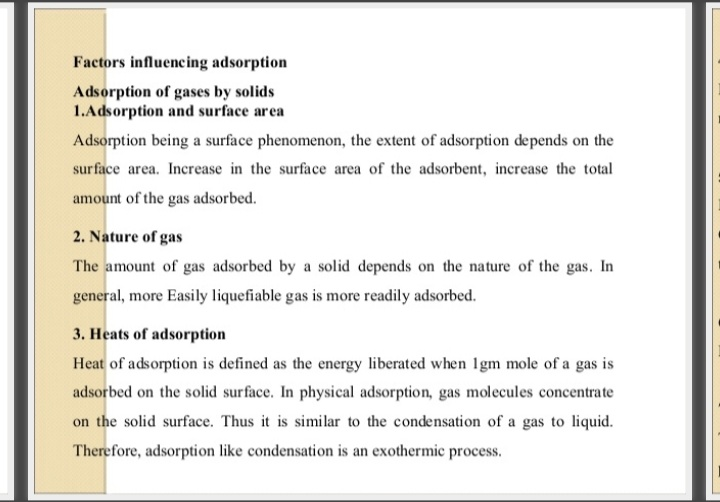 Factors influencing adsorption
Adsorption of gases by solids
1.Adsorption and surface area
Adsorption being a surface phenomenon, the extent of adsorption depends on the
surface area. Increase in the surface area of the adsorbent, increase the total
amount of the gas adsorbed.
2. Nature of gas
The amount of gas adsorbed by a solid depends on the nature of the gas. In
general, more Easily liquefiable gas is more readily adsorbed.
3. Heats of adsorption
Heat of adsorption is defined as the energy liberated when 1gm mole of a gas is
adsorbed on the solid surface. In physical adsorption, gas molecules concentrate
on the solid surface. Thus it is similar to the condensation of a gas to liquid.
Therefore, adsorption like condensation is an exothermic process.